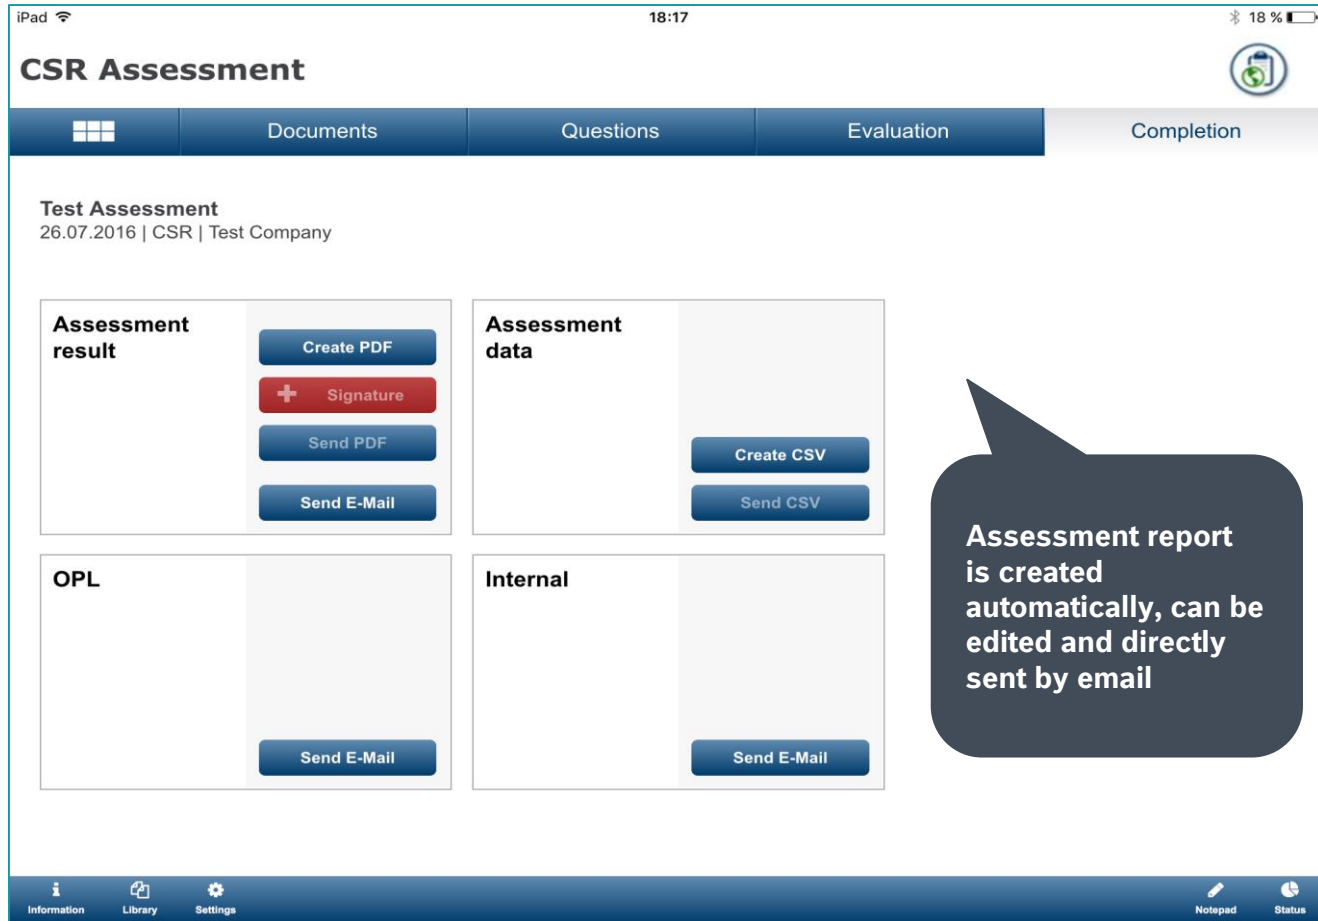 iPad 18:17 18 %
CSR Assessment
Documents Questions Evaluation Completion
Test Assessment
26.07.2016 | CSR | Test Company
Assessment
result
Create PDF
Signature
Send PDF
Send E-Mail
Assessment
data
Create CSV
Send CSV
OPL
Send E-Mail
Internal
Send E-Mail
Assessment report
is created
automatically, can be
edited and directly
sent by email
Information Library Settings Notepad Status